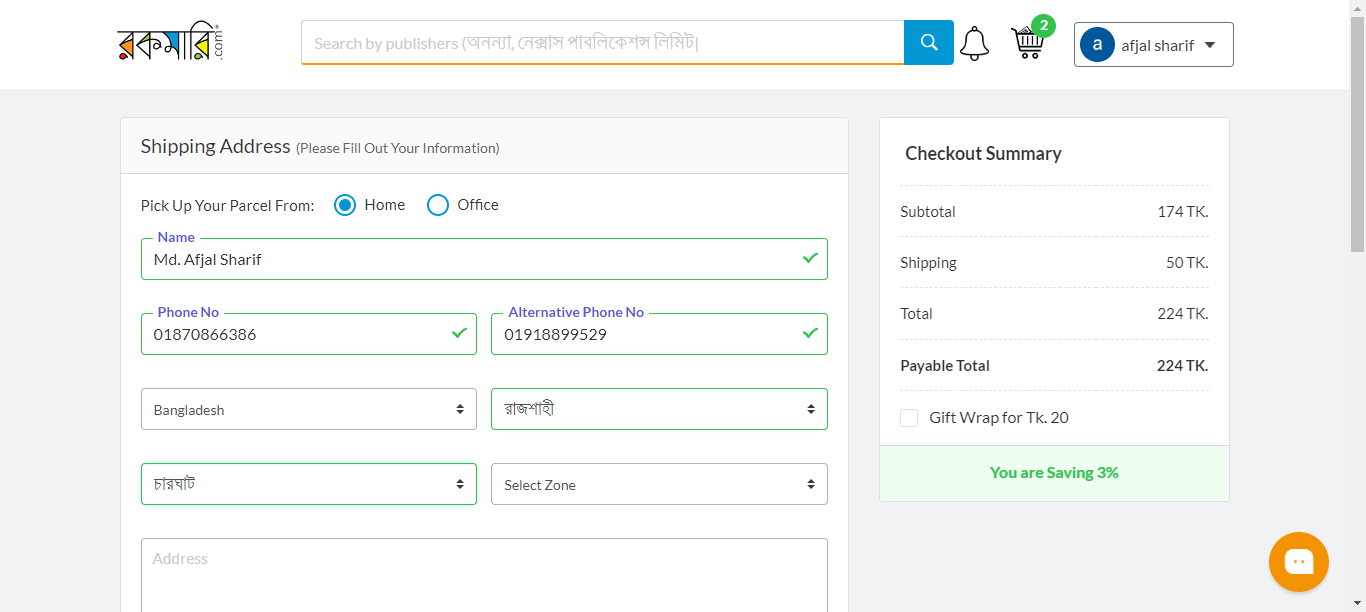 রকমারি.com
Search by publishers (অনন্যা, নেক্সাস পাবলিকেশন্স লিমিট|
2
a afjal sharif
Shipping Address (Please Fill Out Your Information)
Pick Up Your Parcel From: Home Office
Name
Md. Afjal Sharif
Phone No Alternative Phone No
01870866386 01918899529
Bangladesh রাজশাহী
চারঘাট Select Zone
Address
Checkout Summary
Subtotal 174 TK.
Shipping 50 TK.
Total 224 TK.
Payable Total 224 TK.
Gift Wrap for Tk. 20
You are Saving 3%